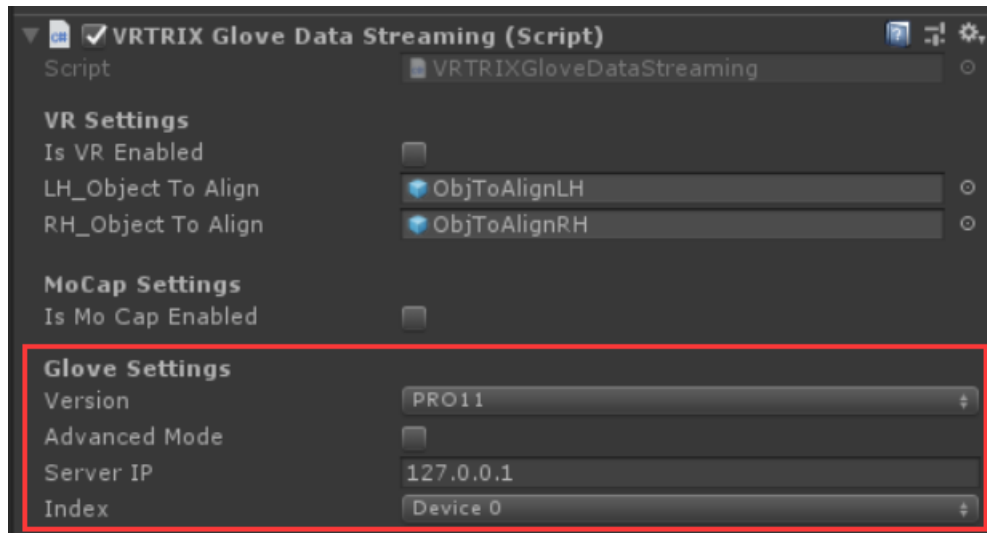 VRTRIX Glove Data Streaming (Script)
Script VRTRIXGloveDataStreaming
VR Settings
Is VR Enabled
LH_Object To Align ObjToAlignLH
RH_Object To Align ObjToAlignRH
MoCap Settings
Is Mo Cap Enabled
Glove Settings
Version PRO11
Advanced Mode
Server IP 127.0.0.1
Index Device 0